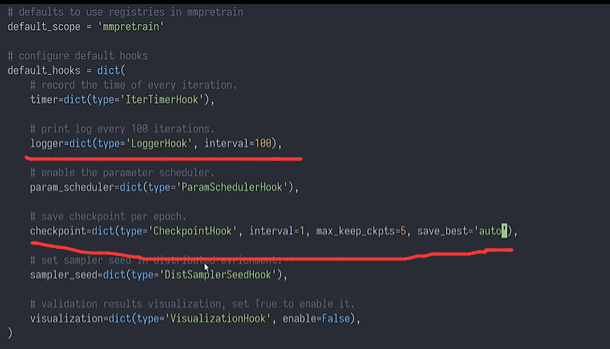 # defaults to use registries in mmpretrain
default_scope = 'mmpretrain'
# configure default hooks
default_hooks = dict(
# record the time of every iteration.
timer=dict(type='IterTimerHook'),
# print log every 100 iterations.
logger=dict(type='LoggerHook', interval=100),
# enable the parameter scheduler.
param_scheduler=dict(type='ParamSchedulerHook'),
# save checkpoint per epoch.
checkpoint=dict(type='CheckpointHook', interval=1, max_keep_ckpts=5, save_best='auto'),
# set sampler seed in distributed evrionment.
sampler_seed=dict(type='DistSamplerSeedHook'),
# validation results visualization, set True to enable it.
visualization=dict(type='VisualizationHook', enable=False),
)